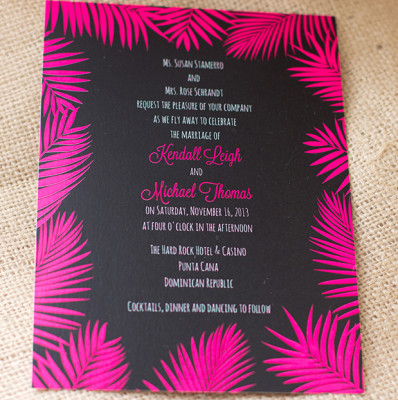 Ms. Susan Stamerro
and
Mrs. Rose Schrandt
request the pleasure of your company
as we fly away to celebrate
the marriage of
Kendall Leigh
and
Michael Thomas
on Saturday, November 16, 2013
at four o' clock in the afternoon
The Hard Rock Hotel & Casino
Punta Cana
Dominican Republic
Cocktails, dinner and dancing to follow